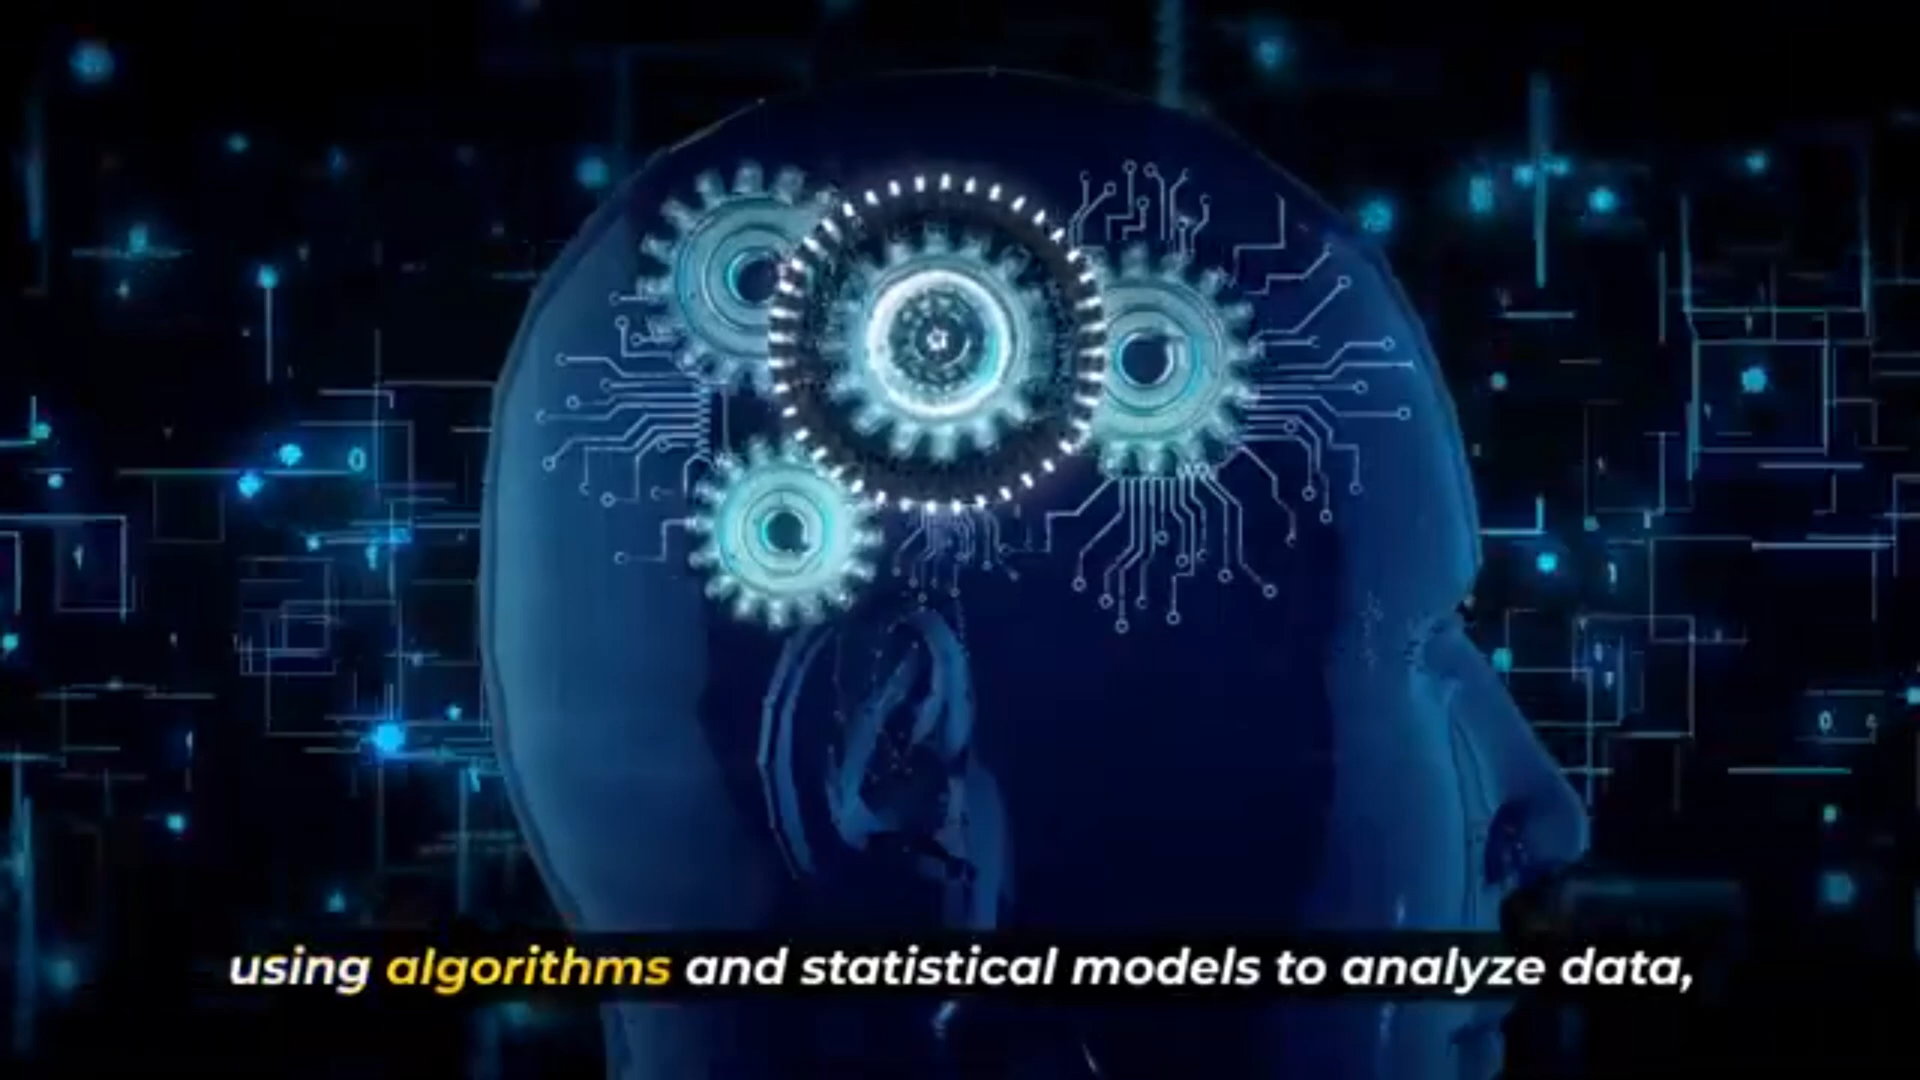 using algorithms and statistical models to analyze data,